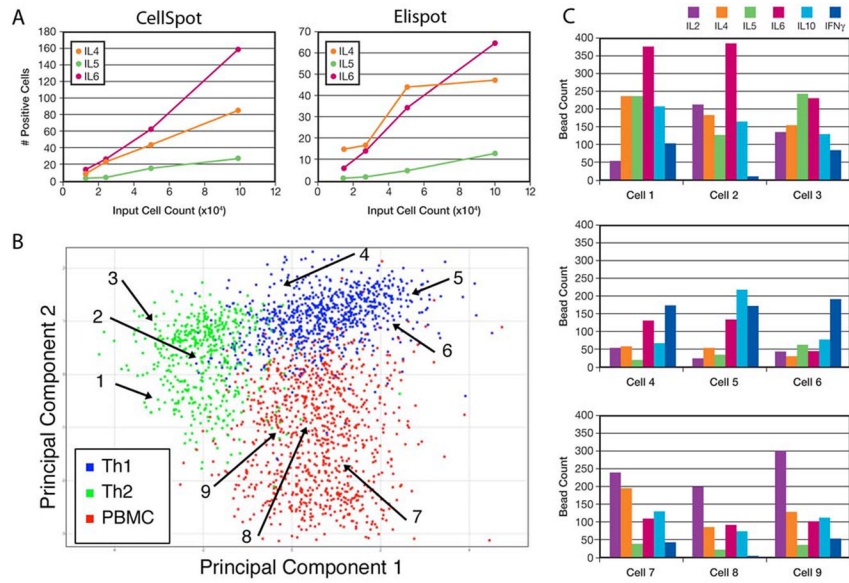 A
CellSpot
Elispot
# Positive Cells
180
160
140
120
100
80
60
40
20
0
IL4
IL5
IL6
0 2 4 6 8 10 12
Input Cell Count (x10⁴)
70
60
50
40
30
20
10
0
IL4
IL5
IL6
0 2 4 6 8 10 12
Input Cell Count (x10⁴)
B
Principal Component 2
1
2
3
4
5
6
7
8
9
Th1
Th2
PBMC
Principal Component 1
C
IL2 IL4 IL5 IL6 IL10 IFNγ
Bead Count
400
350
300
250
200
150
100
50
0
Cell 1 Cell 2 Cell 3
Bead Count
400
350
300
250
200
150
100
50
0
Cell 4 Cell 5 Cell 6
Bead Count
400
350
300
250
200
150
100
50
0
Cell 7 Cell 8 Cell 9